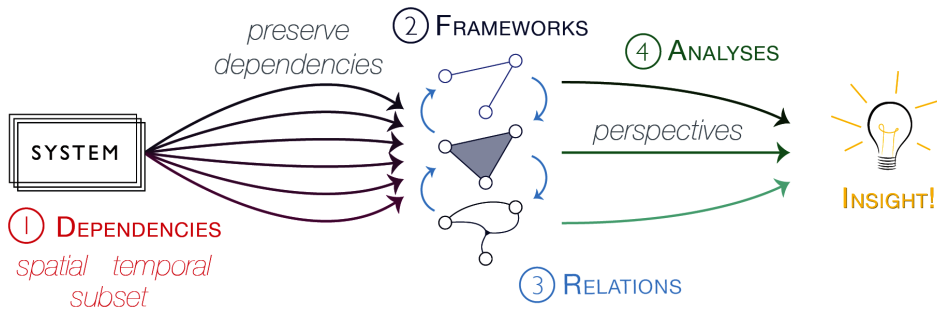 preserve
dependencies
② FRAMEWORKS
④ ANALYSES
perspectives
SYSTEM
① DEPENDENCIES
spatial temporal
subset
③ RELATIONS
INSIGHT!